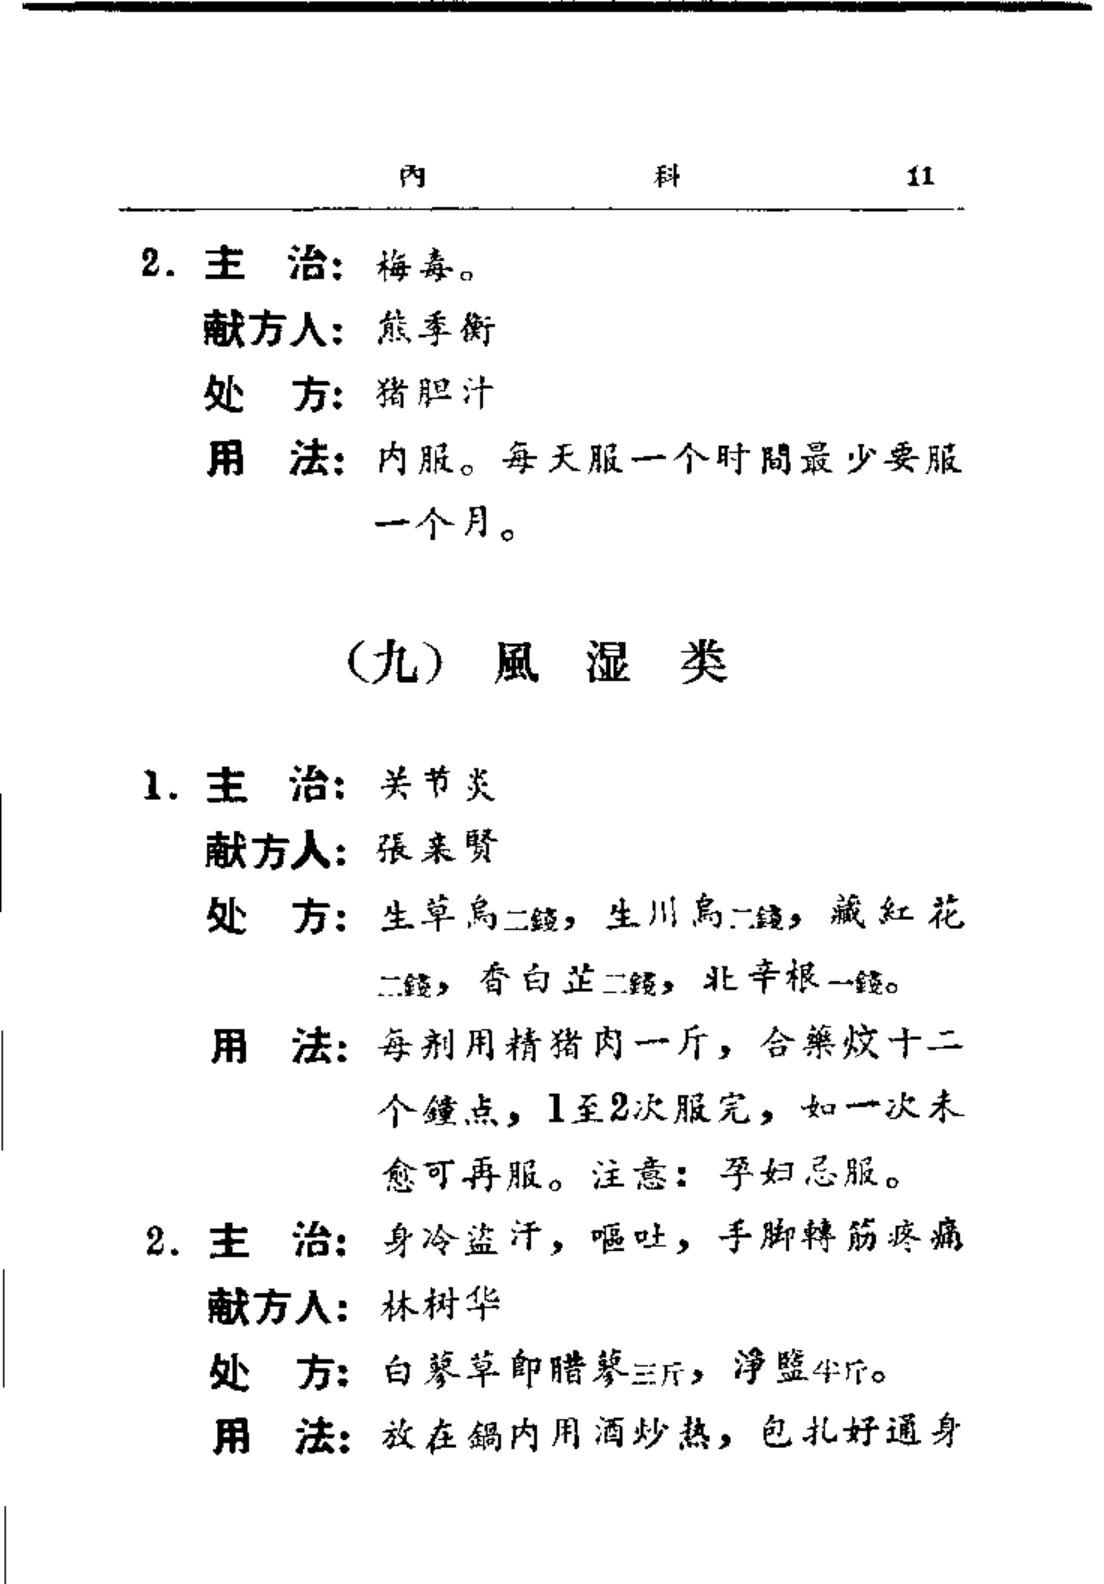 內 科 11
2. 主 治：梅毒。
献方人：熊季衡
处 方：猪胆汁
用 法：内服。每天服一个时間最少要服
一个月。
（九） 風 湿 类
1. 主 治：关节炎
献方人：張来賢
处 方：生草烏二錢，生川烏二錢，藏紅花
二錢，香白芷二錢，北辛根一錢。
用 法：每剂用精猪肉一斤，合藥炆十二
个鐘点，1至2次服完，如一次未
愈可再服。注意：孕妇忌服。
2. 主 治：身冷盜汗，嘔吐，手脚轉筋疼痛
献方人：林树华
处 方：白蓼草卽腊蓼三斤，淨盬半斤。
用 法：放在鍋内用酒炒热，包扎好通身